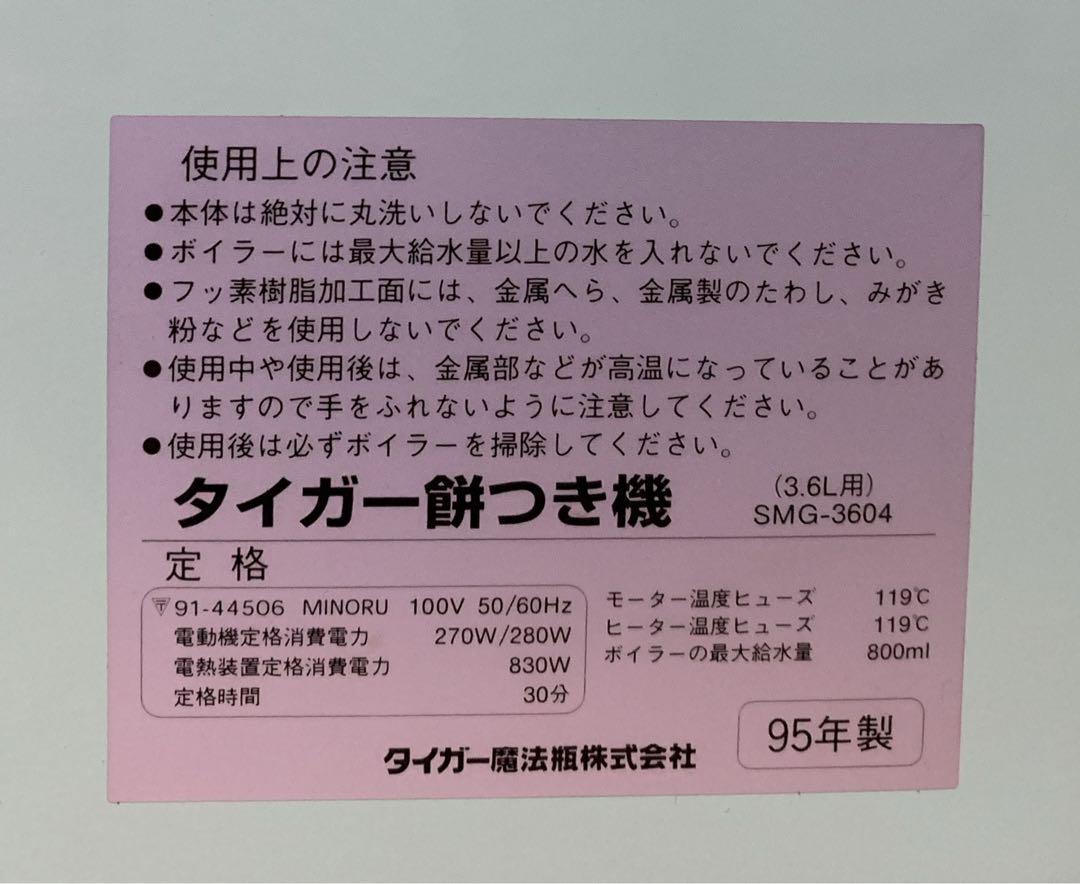 使用上の注意
●本体は絶対に丸洗いしないでください。
●ボイラーには最大給水量以上の水を入れないでください。
●フッ素樹脂加工面には、金属へら、金属製のたわし、みがき
粉などを使用しないでください。
●使用中や使用後は、金属部などが高温になっていることがあ
りますので手をふれないように注意してください。
●使用後は必ずボイラーを掃除してください。
タイガー餅つき機 (3.6L用)
SMG-3604
定格
〒91-44506 MINORU 100V 50/60Hz
電動機定格消費電力 270W/280W
電熱装置定格消費電力 830W
定格時間 30分
モーター温度ヒューズ 119℃
ヒーター温度ヒューズ 119℃
ボイラーの最大給水量 800ml
95年製
タイガー魔法瓶株式会社